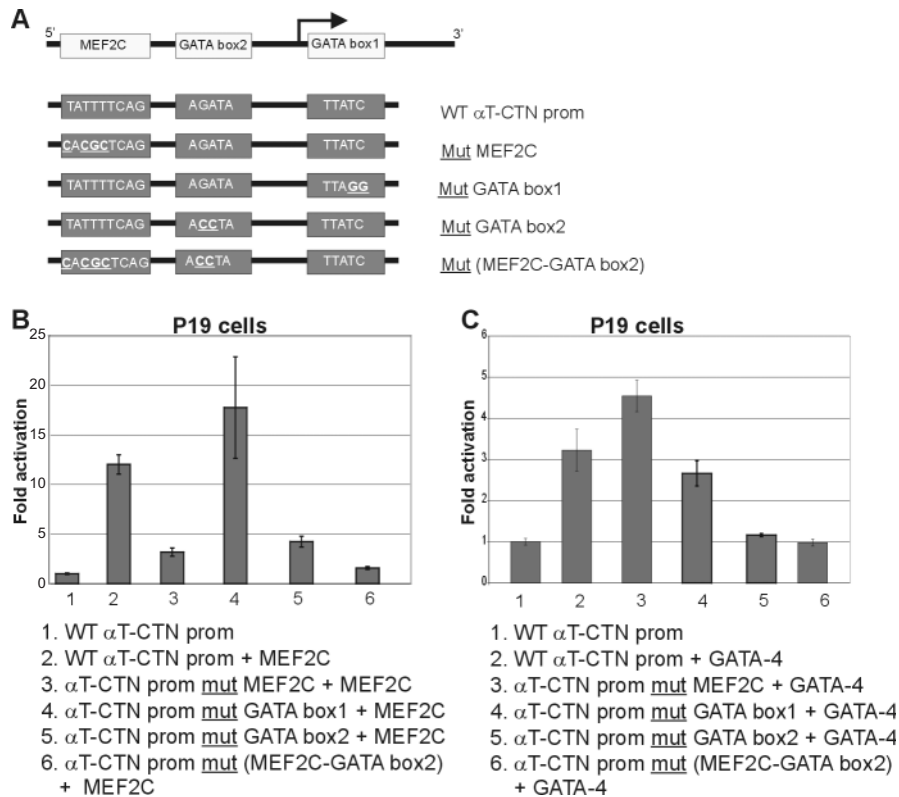 A
5' 3'
MEF2C GATA box2 GATA box1
TATTTTCAG AGATA TTATC WT αT-CTN prom
CACGCTCAG AGATA TTATC Mut MEF2C
TATTTTCAG AGATA TTAGG Mut GATA box1
TATTTTCAG ACCTA TTATC Mut GATA box2
CACGCTCAG ACCTA TTATC Mut (MEF2C-GATA box2)
B P19 cells
Fold activation
25
20
15
10
5
0
1 2 3 4 5 6
1. WT αT-CTN prom
2. WT αT-CTN prom + MEF2C
3. αT-CTN prom mut MEF2C + MEF2C
4. αT-CTN prom mut GATA box1 + MEF2C
5. αT-CTN prom mut GATA box2 + MEF2C
6. αT-CTN prom mut (MEF2C-GATA box2)
+ MEF2C
C P19 cells
Fold activation
6
5
4
3
2
1
0
1 2 3 4 5 6
1. WT αT-CTN prom
2. WT αT-CTN prom + GATA-4
3. αT-CTN prom mut MEF2C + GATA-4
4. αT-CTN prom mut GATA box1 + GATA-4
5. αT-CTN prom mut GATA box2 + GATA-4
6. αT-CTN prom mut (MEF2C-GATA box2)
+ GATA-4